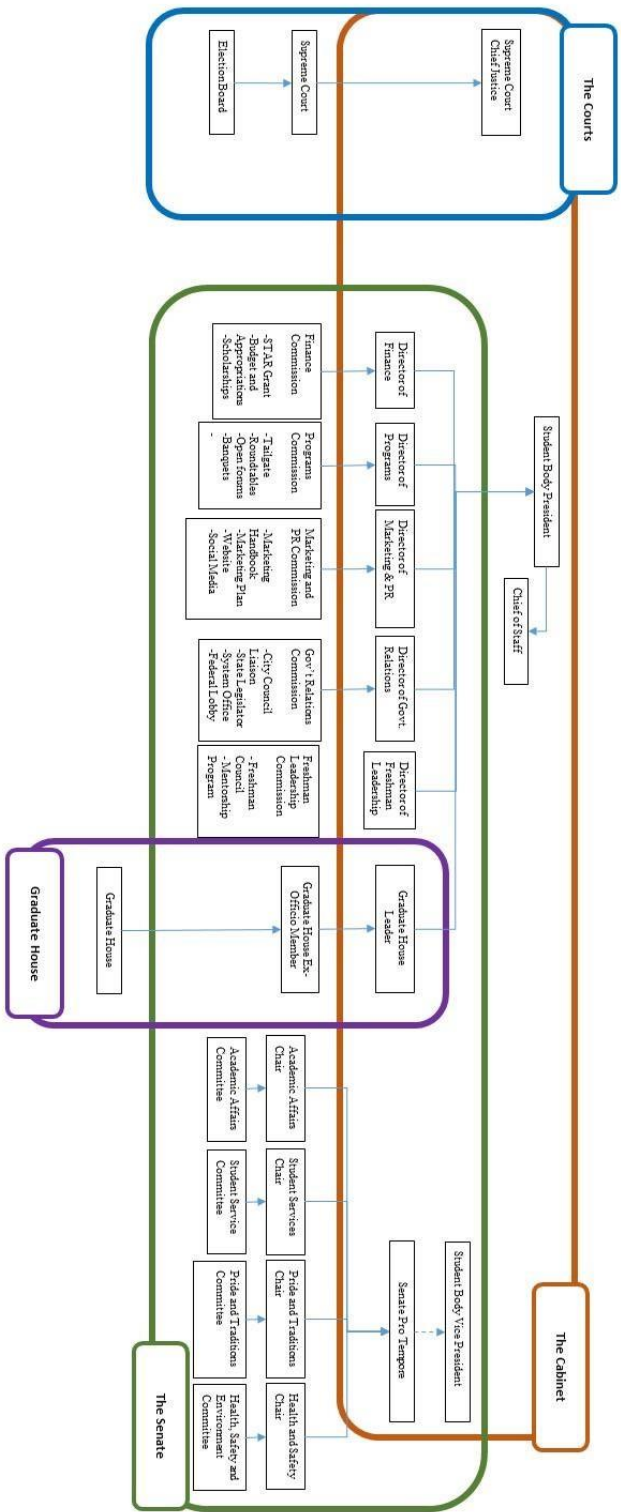 The Courts
The Cabinet
Student Body President
Chief of Staff
Supreme Court
Chief Justice
Student Body Vice President
Director of
Finance
Director of
Programs
Director of
Marketing & PR
Director of Govt.
Relations
Director of
Freshman
Leadership
Graduate House
Leader
Senate Pro Tempore
Supreme Court
Finance
Commission
-STAR Grant
-Budget and
Appropriations
-Scholarships
Programs
Commission
-Tailgate
-Roundtables
-Open forums
-Banquets
-
Marketing and
PR Commission
-Marketing
Handbook
-Marketing Plan
-Website
-Social Media
Gov't Relations
Commission
-City Council
Liaison
-State Legislator
-System Office
-Federal Lobby
Freshman
Leadership
Commission
-Freshman
Council
-Mentorship
Program
Graduate House Ex-
Officio Member
Academic Affairs
Chair
Student Services
Chair
Pride and Traditions
Chair
Health and Safety
Chair
Election Board
Academic Affairs
Committee
Student Service
Committee
Pride and Traditions
Committee
Health, Safety and
Environment
Committee
Graduate House
The Senate
Graduate House